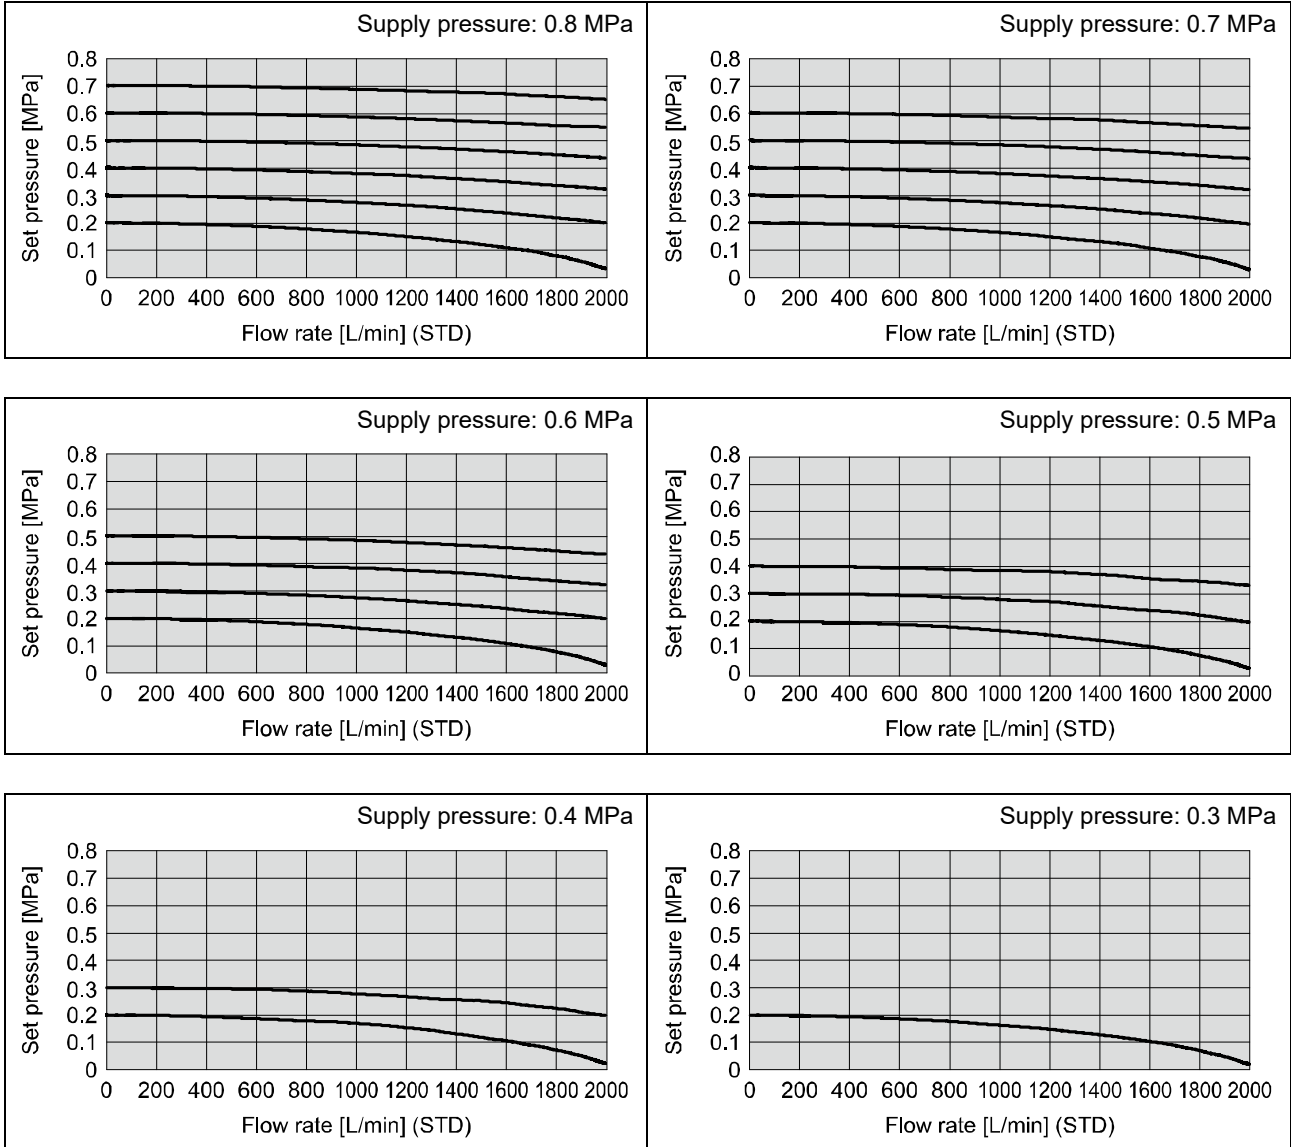 Supply pressure: 0.8 MPa
Set pressure [MPa]
0.8
0.7
0.6
0.5
0.4
0.3
0.2
0.1
0
0 200 400 600 800 1000 1200 1400 1600 1800 2000
Flow rate [L/min] (STD)
Supply pressure: 0.7 MPa
Set pressure [MPa]
0.8
0.7
0.6
0.5
0.4
0.3
0.2
0.1
0
0 200 400 600 800 1000 1200 1400 1600 1800 2000
Flow rate [L/min] (STD)
Supply pressure: 0.6 MPa
Set pressure [MPa]
0.8
0.7
0.6
0.5
0.4
0.3
0.2
0.1
0
0 200 400 600 800 1000 1200 1400 1600 1800 2000
Flow rate [L/min] (STD)
Supply pressure: 0.5 MPa
Set pressure [MPa]
0.8
0.7
0.6
0.5
0.4
0.3
0.2
0.1
0
0 200 400 600 800 1000 1200 1400 1600 1800 2000
Flow rate [L/min] (STD)
Supply pressure: 0.4 MPa
Set pressure [MPa]
0.8
0.7
0.6
0.5
0.4
0.3
0.2
0.1
0
0 200 400 600 800 1000 1200 1400 1600 1800 2000
Flow rate [L/min] (STD)
Supply pressure: 0.3 MPa
Set pressure [MPa]
0.8
0.7
0.6
0.5
0.4
0.3
0.2
0.1
0
0 200 400 600 800 1000 1200 1400 1600 1800 2000
Flow rate [L/min] (STD)